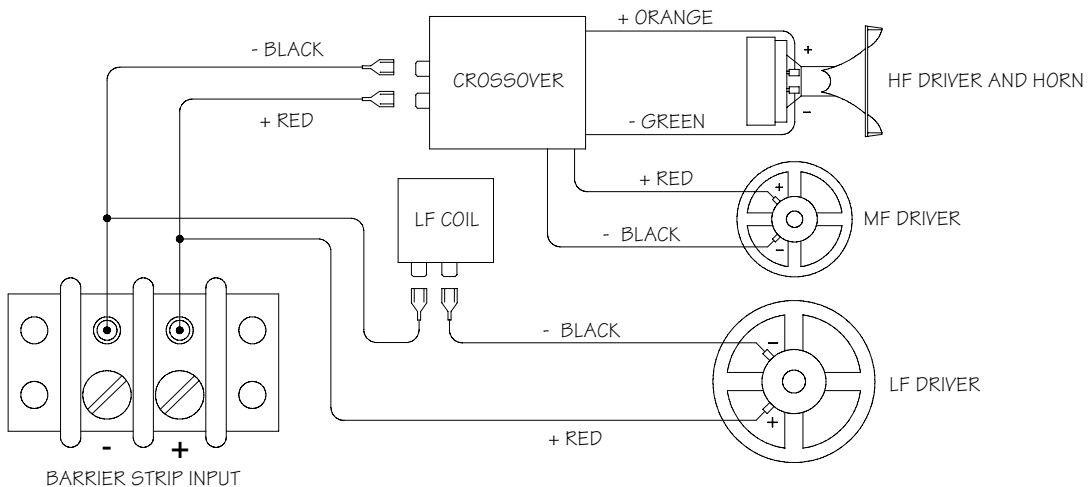 + ORANGE
- BLACK
+
CROSSOVER
HF DRIVER AND HORN
+ RED
-
- GREEN
+ RED
+
LF COIL
MF DRIVER
- BLACK
-
- BLACK
-
LF DRIVER
+
+ RED
- +
BARRIER STRIP INPUT